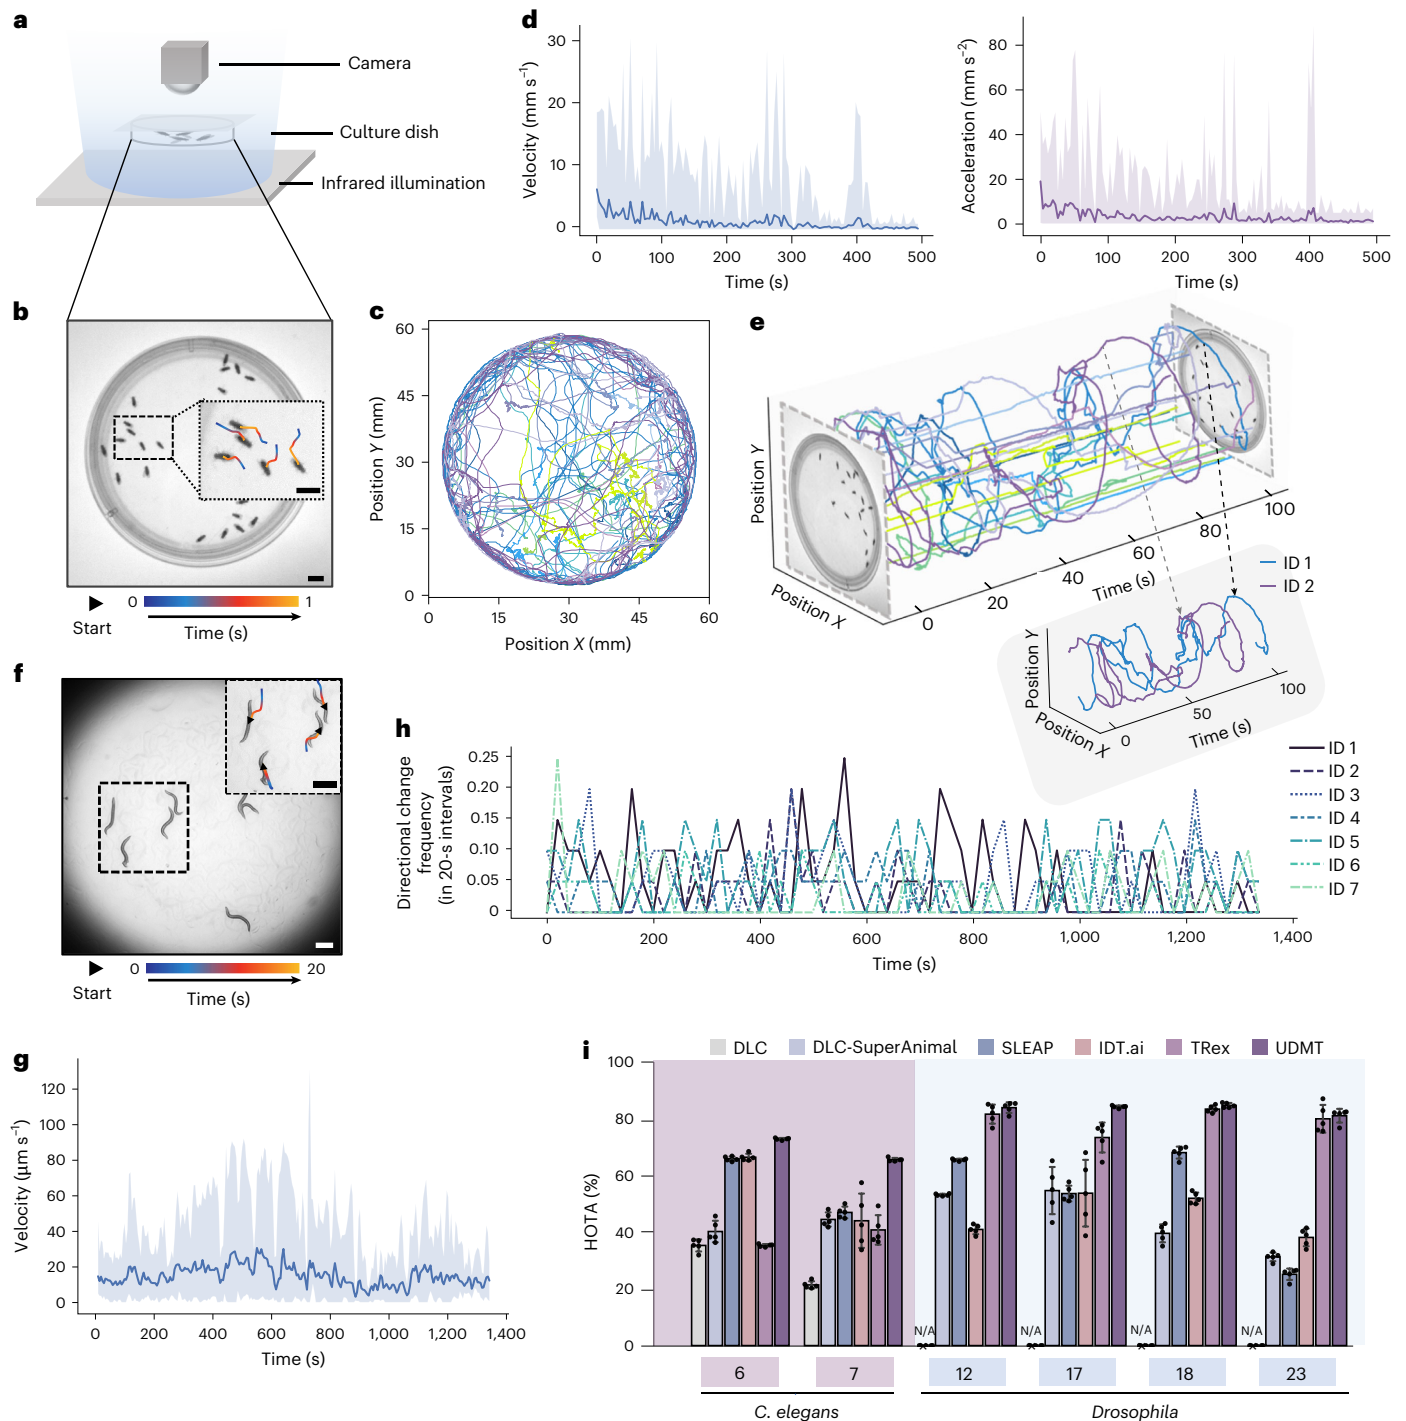 a
Camera
Culture dish
Infrared illumination
b
0
1
Start
Time (s)
c
Position Y (mm)
60
45
30
15
0
0
15
30
45
60
Position X (mm)
d
Velocity (mm s⁻¹)
30
20
10
0
0
100
200
300
400
500
Time (s)
Acceleration (mm s⁻²)
80
60
40
20
0
0
100
200
300
400
500
Time (s)
e
Position Y
Position X
0
20
40
60
80
100
Time (s)
ID 1
ID 2
Position Y
Position X
0
50
100
Time (s)
f
0
20
Start
Time (s)
g
Velocity (µm s⁻¹)
120
100
80
60
40
20
0
0
200
400
600
800
1,000
1,200
1,400
Time (s)
h
Directional change
frequency
(in 20-s intervals)
0.25
0.20
0.15
0.10
0.05
0
0
200
400
600
800
1,000
1,200
1,400
Time (s)
ID 1
ID 2
ID 3
ID 4
ID 5
ID 6
ID 7
i
DLC
DLC-SuperAnimal
SLEAP
IDT.ai
TRex
UDMT
HOTA (%)
100
80
60
40
20
0
N/A
N/A
N/A
N/A
6
7
12
17
18
23
C. elegans
Drosophila